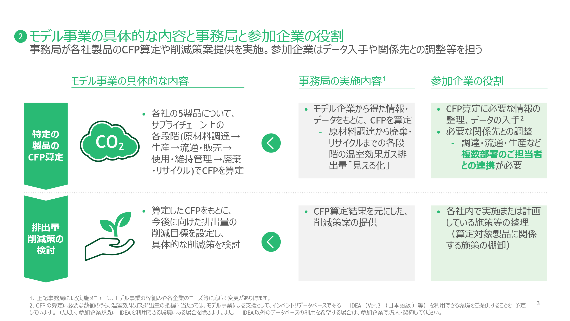 2 モデル事業の具体的な内容と事務局と参加企業の役割
事務局が各社製品のCFP算定や削減策案提供を実施。参加企業はデータ入手や関係先との調整等を担う
モデル事業の具体的な内容
事務局の実施内容1
参加企業の役割
特定の
製品の
CFP算定
CO2
• 各社の5製品について、
サプライチェーン上の
各段階(原材料調達→
生産→流通・販売→
使用・維持管理→廃棄
・リサイクル)でCFPを算定
• モデル企業から得た情報・
データをもとに、CFPを算定
– 原材料調達から廃棄・
リサイクルまでの各段
階の温室効果ガス排
出量「見える化」
• CFP算定に必要な情報の
整理、データの入手2
• 必要な関係先との調整
– 調達・流通・生産など
複数部署のご担当者
との連携が必要
排出量
削減策の
検討
• 算定したCFPをもとに、
今後に向けた排出量の
削減目標を設定し、
具体的な削減策を検討
• CFP算定結果を元にした、
削減策案の提供
• 各社内で実施または計画
している施策等の整理
（算定対象製品に関係
する施策の棚卸）